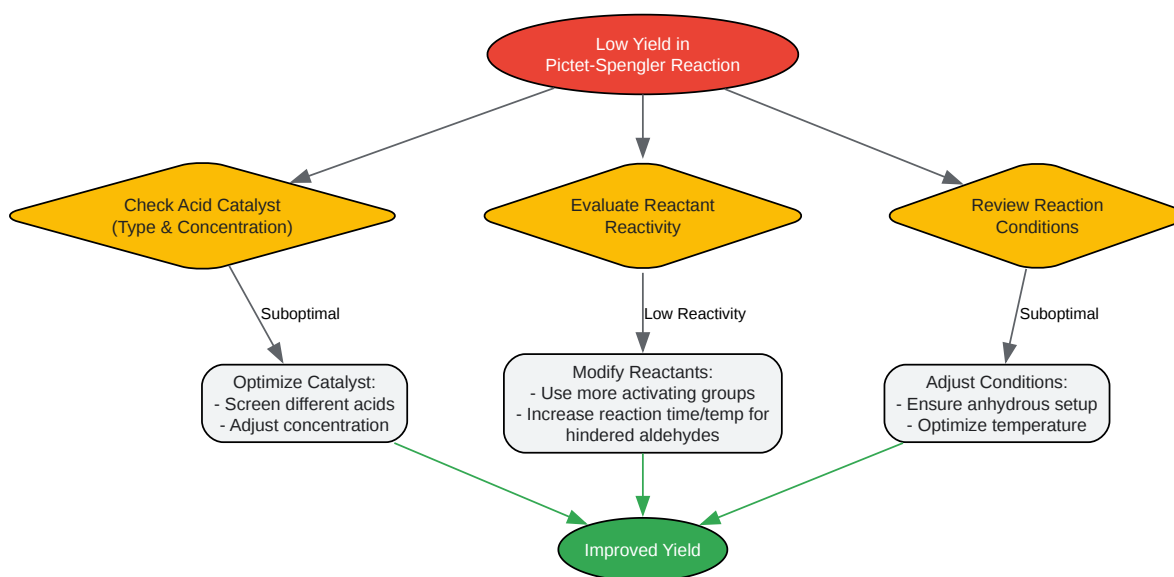 Low Yield in
Pictet-Spengler Reaction
Check Acid Catalyst
(Type & Concentration)
Evaluate Reactant
Reactivity
Review Reaction
Conditions
Suboptimal
Low Reactivity
Suboptimal
Optimize Catalyst:
- Screen different acids
- Adjust concentration
Modify Reactants:
- Use more activating groups
- Increase reaction time/temp for
hindered aldehydes
Adjust Conditions:
- Ensure anhydrous setup
- Optimize temperature
Improved Yield